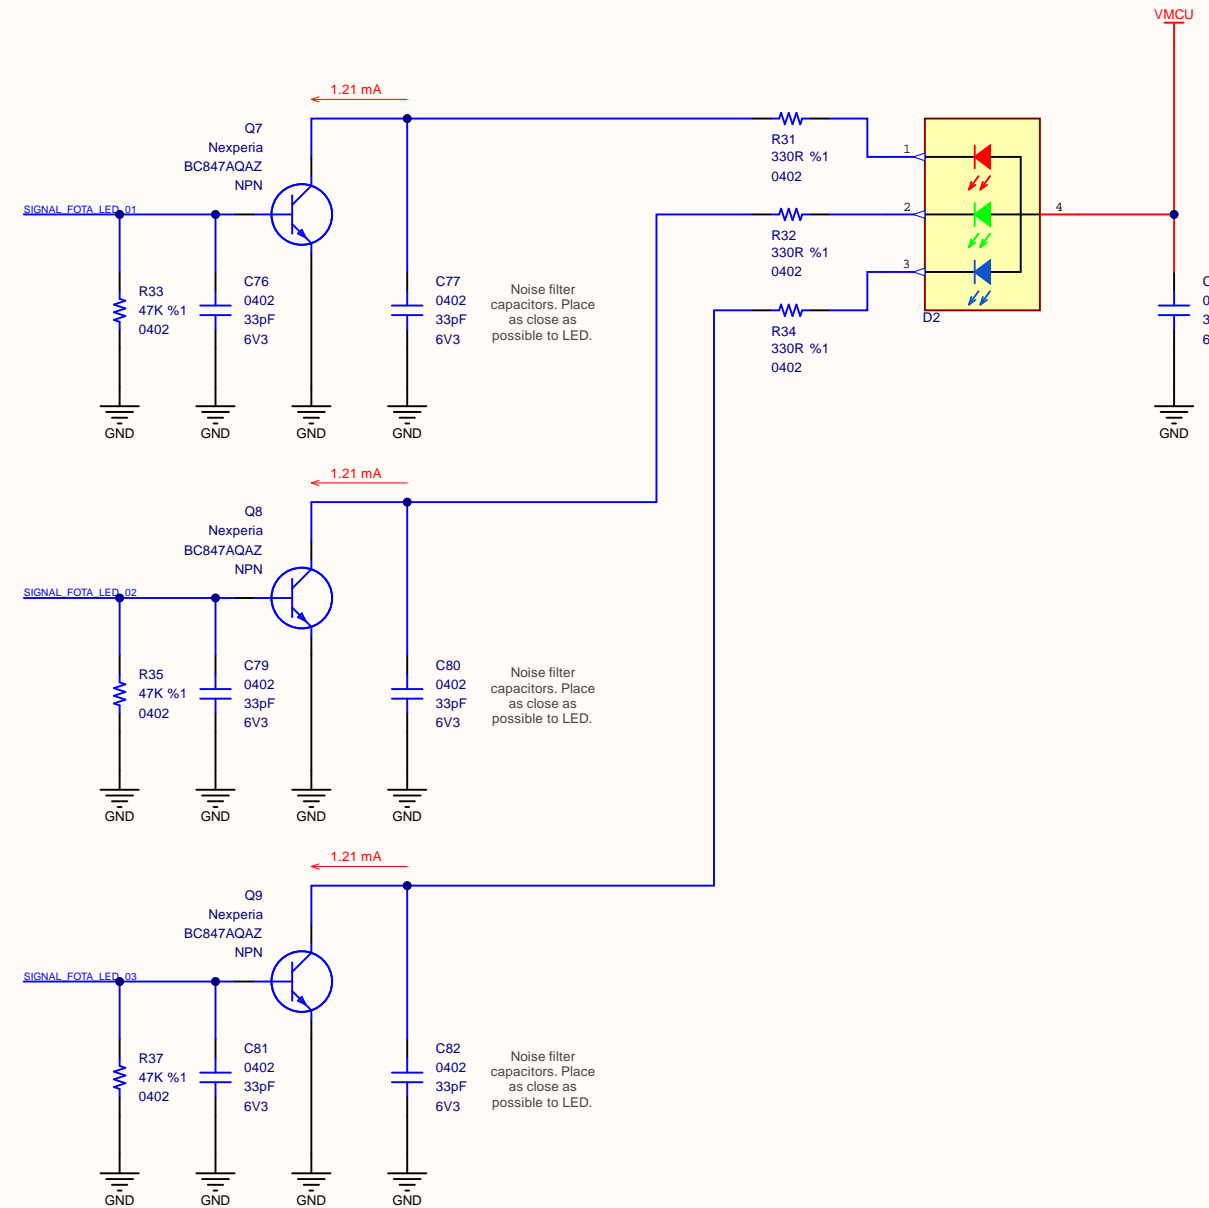 VMCU
1.21 mA
Q7
Nexperia
BC847AQAZ
NPN
SIGNAL_FOTA_LED_01
R33
47K %1
0402
C76
0402
33pF
6V3
C77
0402
33pF
6V3
Noise filter
capacitors. Place
as close as
possible to LED.
GND
GND
GND
GND
R31
330R %1
0402
R32
330R %1
0402
R34
330R %1
0402
1
2
3
4
D2
C
0
3
6
GND
1.21 mA
Q8
Nexperia
BC847AQAZ
NPN
SIGNAL_FOTA_LED_02
R35
47K %1
0402
C79
0402
33pF
6V3
C80
0402
33pF
6V3
Noise filter
capacitors. Place
as close as
possible to LED.
GND
GND
GND
GND
1.21 mA
Q9
Nexperia
BC847AQAZ
NPN
SIGNAL_FOTA_LED_03
R37
47K %1
0402
C81
0402
33pF
6V3
C82
0402
33pF
6V3
Noise filter
capacitors. Place
as close as
possible to LED.
GND
GND
GND
GND